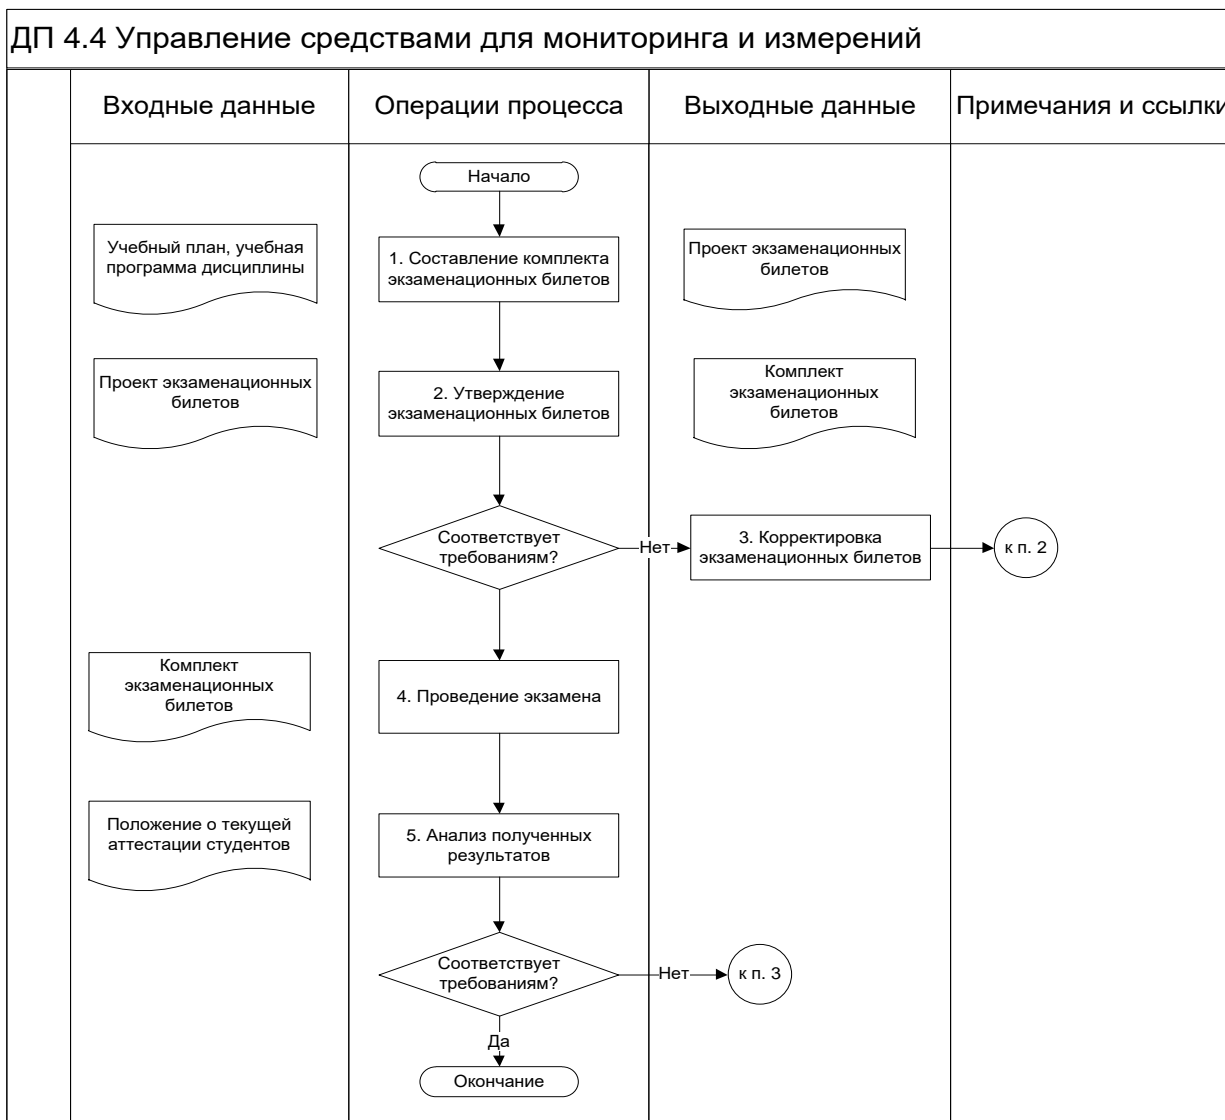 ДП 4.4 Управление средствами для мониторинга и измерений
Входные данные
Операции процесса
Выходные данные
Примечания и ссылки
Начало
Учебный план, учебная
программа дисциплины
1. Составление комплекта
экзаменационных билетов
Проект экзаменационных
билетов
Проект экзаменационных
билетов
2. Утверждение
экзаменационных билетов
Комплект
экзаменационных
билетов
Соответствует
требованиям?
Нет
3. Корректировка
экзаменационных билетов
к п. 2
Комплект
экзаменационных
билетов
4. Проведение экзамена
Положение о текущей
аттестации студентов
5. Анализ полученных
результатов
Соответствует
требованиям?
Нет
к п. 3
Да
Окончание